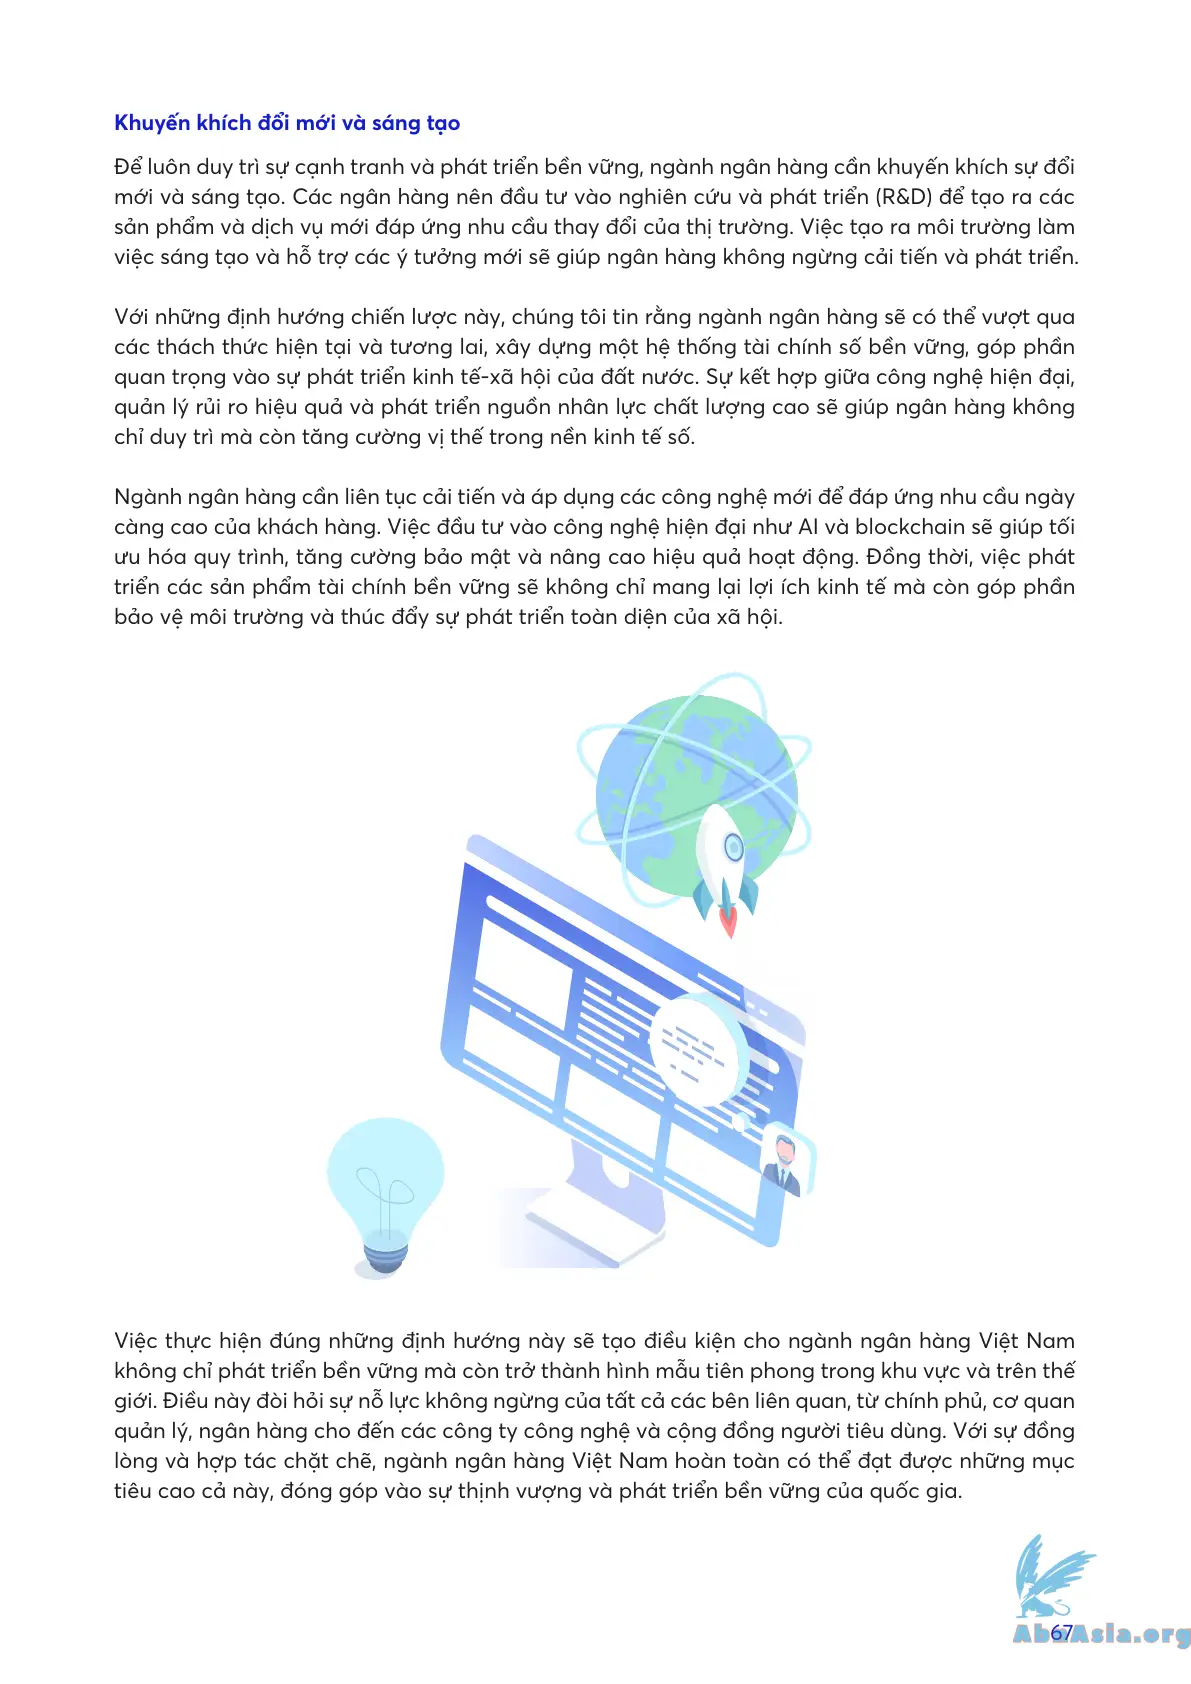 Khuyến khích đổi mới và sáng tạo
Để luôn duy trì sự cạnh tranh và phát triển bền vững, ngành ngân hàng cần khuyến khích sự đổi
mới và sáng tạo. Các ngân hàng nên đầu tư vào nghiên cứu và phát triển (R&D) để tạo ra các
sản phẩm và dịch vụ mới đáp ứng nhu cầu thay đổi của thị trường. Việc tạo ra môi trường làm
việc sáng tạo và hỗ trợ các ý tưởng mới sẽ giúp ngân hàng không ngừng cải tiến và phát triển.
Với những định hướng chiến lược này, chúng tôi tin rằng ngành ngân hàng sẽ có thể vượt qua
các thách thức hiện tại và tương lai, xây dựng một hệ thống tài chính số bền vững, góp phần
quan trọng vào sự phát triển kinh tế-xã hội của đất nước. Sự kết hợp giữa công nghệ hiện đại,
quản lý rủi ro hiệu quả và phát triển nguồn nhân lực chất lượng cao sẽ giúp ngân hàng không
chỉ duy trì mà còn tăng cường vị thế trong nền kinh tế số.
Ngành ngân hàng cần liên tục cải tiến và áp dụng các công nghệ mới để đáp ứng nhu cầu ngày
càng cao của khách hàng. Việc đầu tư vào công nghệ hiện đại như AI và blockchain sẽ giúp tối
ưu hóa quy trình, tăng cường bảo mật và nâng cao hiệu quả hoạt động. Đồng thời, việc phát
triển các sản phẩm tài chính bền vững sẽ không chỉ mang lại lợi ích kinh tế mà còn góp phần
bảo vệ môi trường và thúc đẩy sự phát triển toàn diện của xã hội.
Việc thực hiện đúng những định hướng này sẽ tạo điều kiện cho ngành ngân hàng Việt Nam
không chỉ phát triển bền vững mà còn trở thành hình mẫu tiên phong trong khu vực và trên thế
giới. Điều này đòi hỏi sự nỗ lực không ngừng của tất cả các bên liên quan, từ chính phủ, cơ quan
quản lý, ngân hàng cho đến các công ty công nghệ và cộng đồng người tiêu dùng. Với sự đồng
lòng và hợp tác chặt chẽ, ngành ngân hàng Việt Nam hoàn toàn có thể đạt được những mục
tiêu cao cả này, đóng góp vào sự thịnh vượng và phát triển bền vững của quốc gia.
67